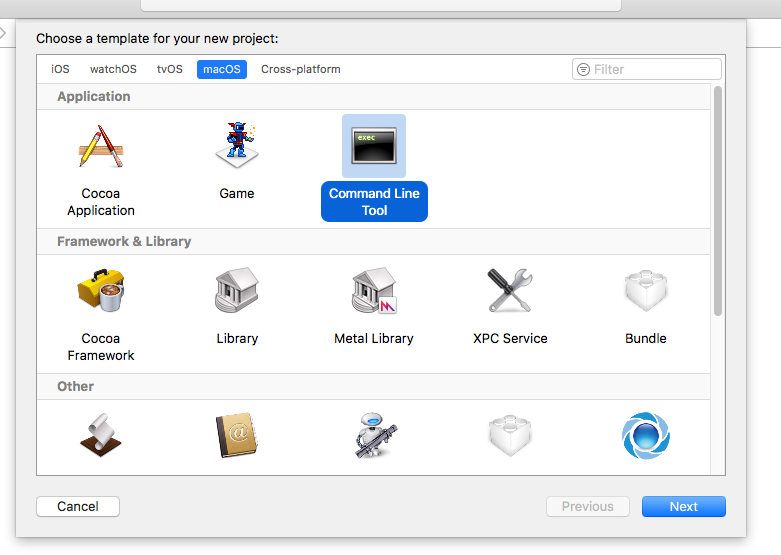 Choose a template for your new project:
iOS watchOS tvOS macOS Cross-platform Filter
Application
exec
Cocoa Application
Game
Command Line Tool
Framework & Library
Cocoa Framework
Library
Metal Library
XPC Service
Bundle
Other
@
Cancel Previous Next